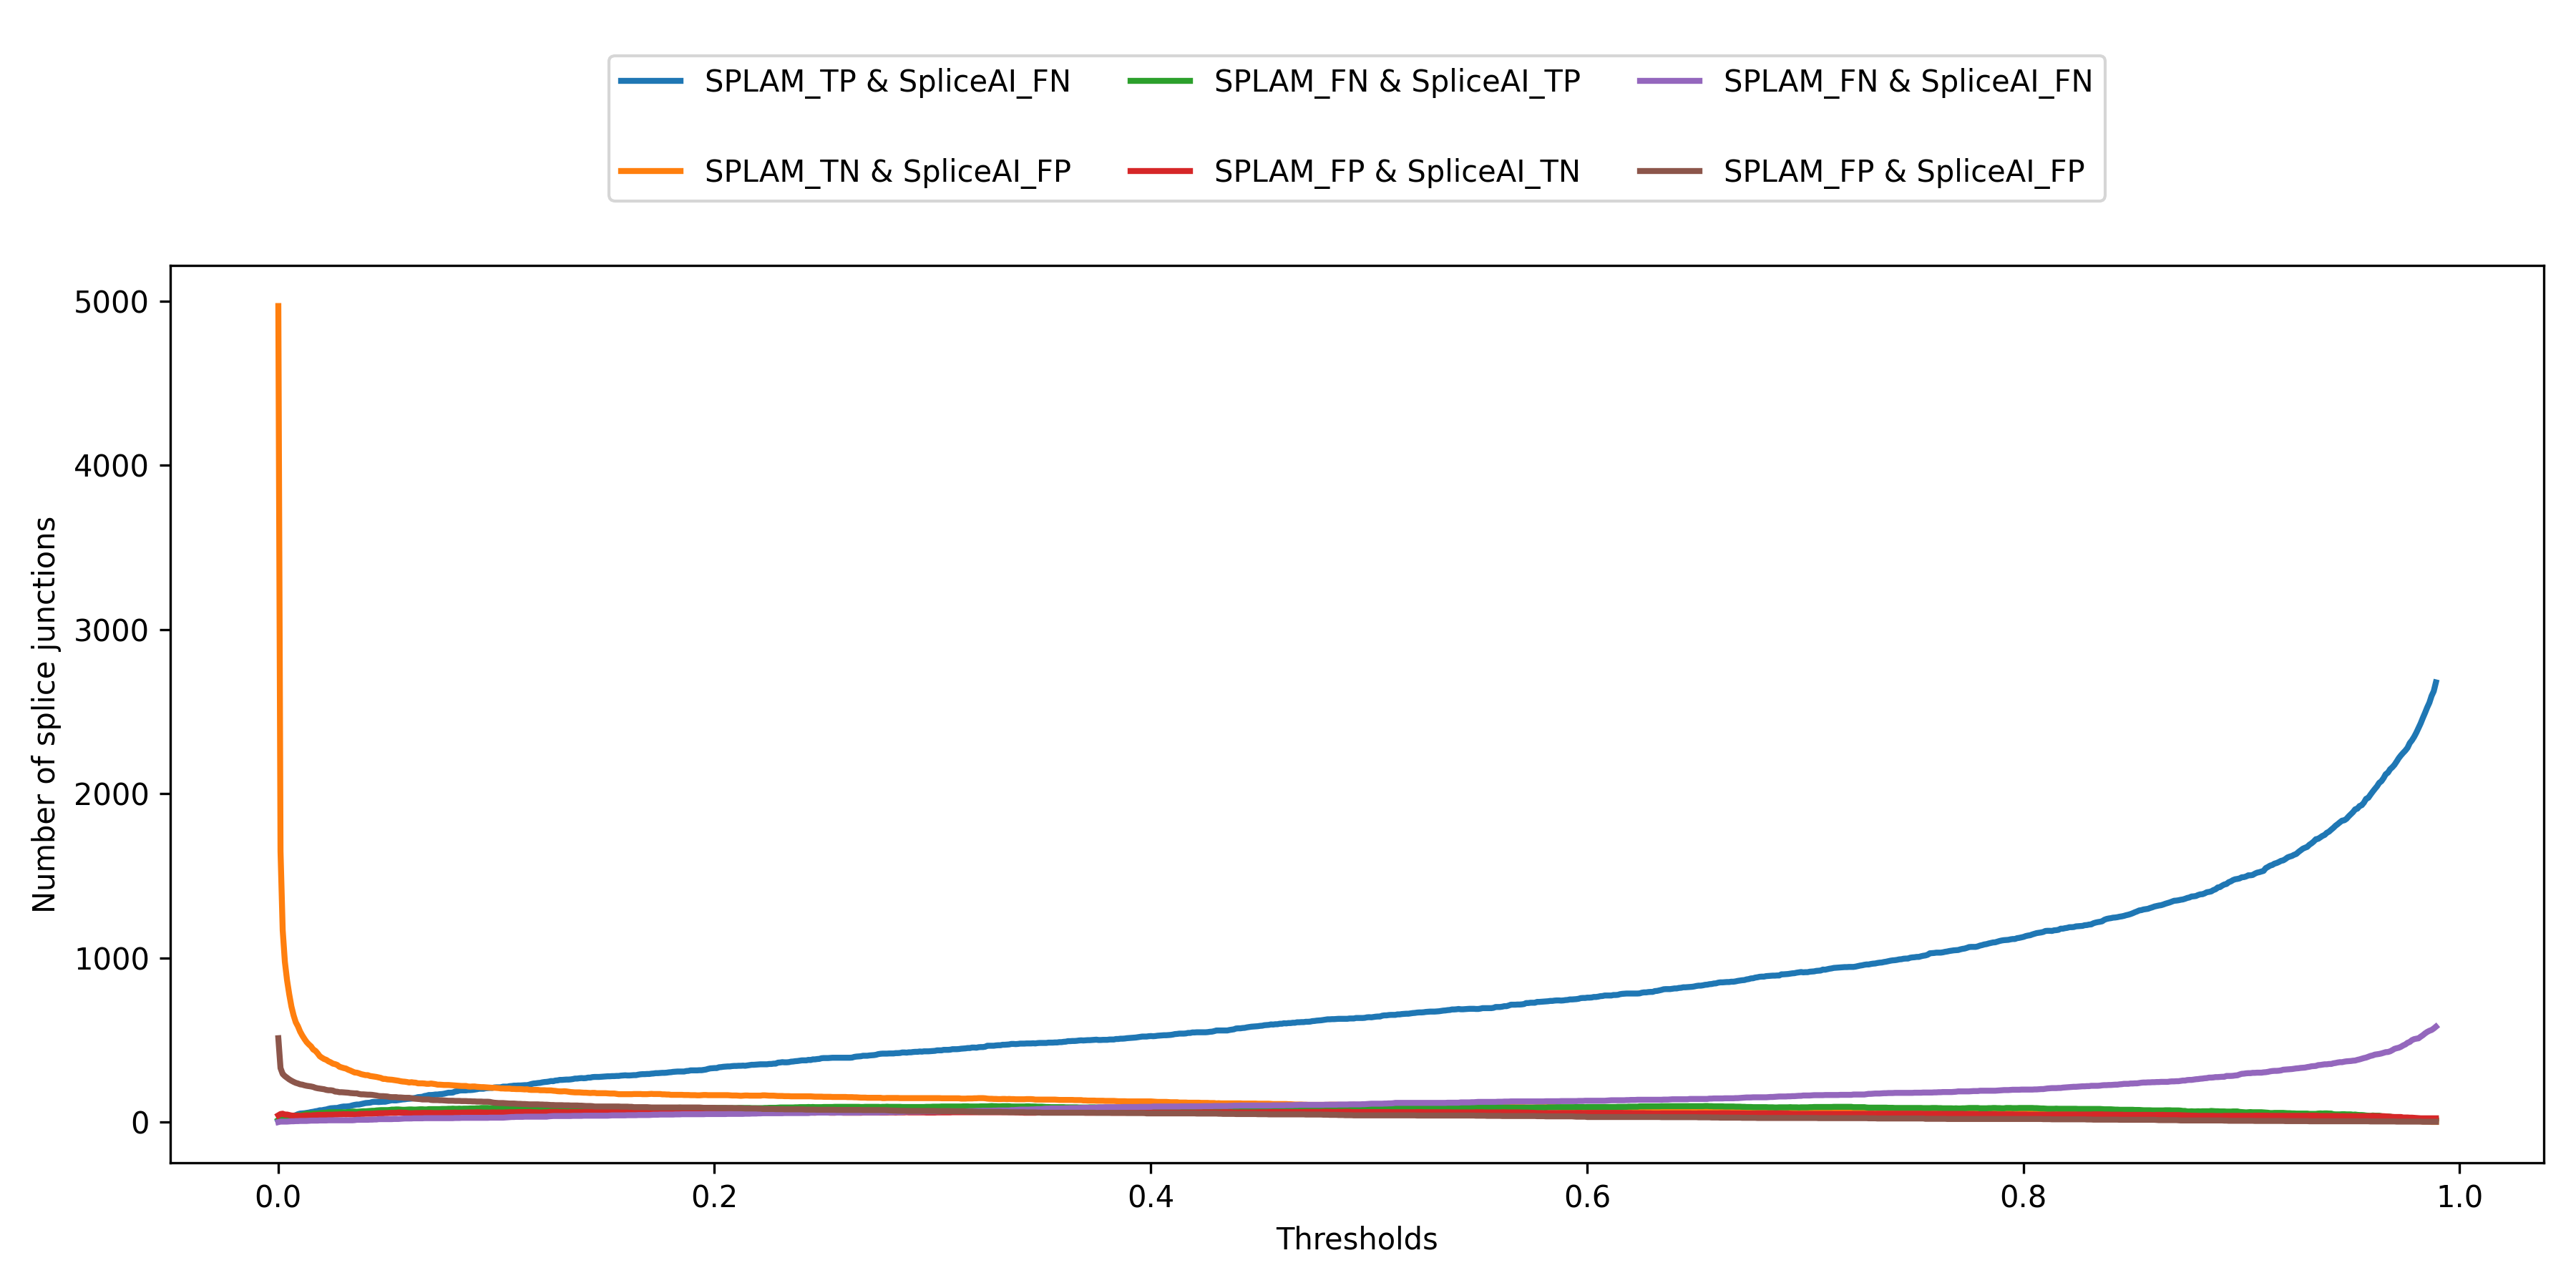 SPLAM_TP & SpliceAI_FN SPLAM_FN & SpliceAI_TP SPLAM_FN & SpliceAI_FN
SPLAM_TN & SpliceAI_FP SPLAM_FP & SpliceAI_TN SPLAM_FP & SpliceAI_FP
5000
4000
3000
2000
1000
0
Number of splice junctions
0.0 0.2 0.4 0.6 0.8 1.0
Thresholds